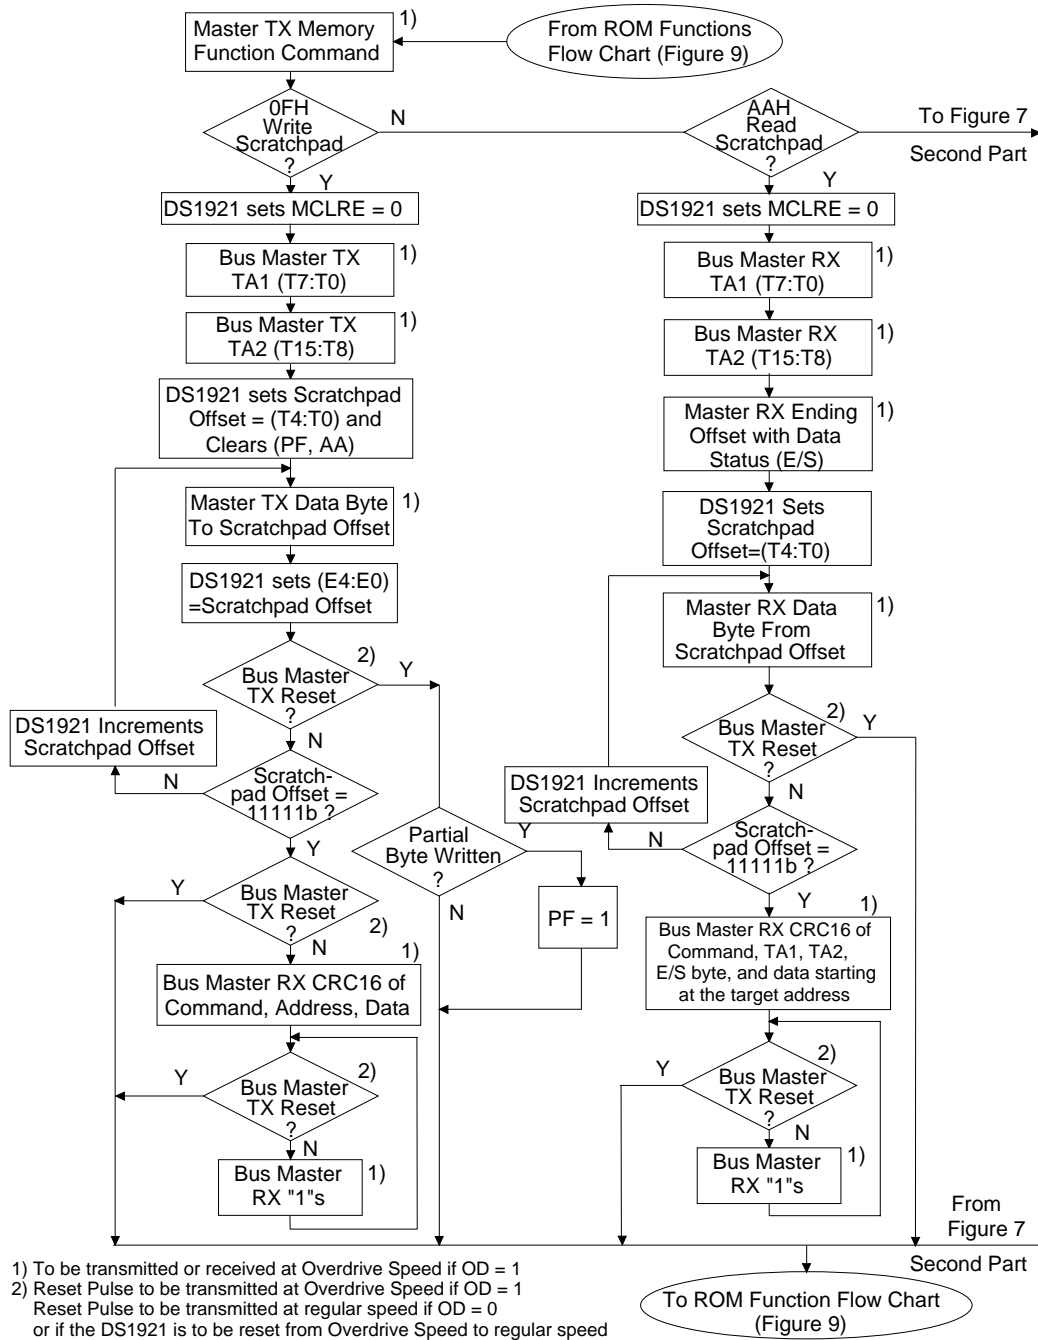 Master TX Memory
Function Command
1)
From ROM Functions
Flow Chart (Figure 9)
0FH
Write
Scratchpad
?
N
Y
AAH
Read
Scratchpad
?
Y
To Figure 7
Second Part
DS1921 sets MCLRE = 0
Bus Master TX
TA1 (T7:T0)
1)
Bus Master TX
TA2 (T15:T8)
1)
DS1921 sets Scratchpad
Offset = (T4:T0) and
Clears (PF, AA)
Master TX Data Byte
To Scratchpad Offset
1)
DS1921 sets (E4:E0)
=Scratchpad Offset
Bus Master
TX Reset
?
2)
Y
N
DS1921 Increments
Scratchpad Offset
N
Scratch-
pad Offset =
11111b ?
Y
Partial
Byte Written
?
Y
N
PF = 1
Bus Master
TX Reset
?
Y
2)
N
1)
Bus Master RX CRC16 of
Command, Address, Data
Bus Master
TX Reset
?
Y
2)
N
Bus Master
RX "1"s
1)
DS1921 sets MCLRE = 0
Bus Master RX
TA1 (T7:T0)
1)
Bus Master RX
TA2 (T15:T8)
1)
Master RX Ending
Offset with Data
Status (E/S)
1)
DS1921 Sets
Scratchpad
Offset=(T4:T0)
Master RX Data
Byte From
Scratchpad Offset
1)
Bus Master
TX Reset
?
2)
Y
N
DS1921 Increments
Scratchpad Offset
N
Scratch-
pad Offset =
11111b ?
Y
1)
Bus Master RX CRC16 of
Command, TA1, TA2,
E/S byte, and data starting
at the target address
Bus Master
TX Reset
?
Y
2)
N
Bus Master
RX "1"s
1)
From
Figure 7
Second Part
To ROM Function Flow Chart
(Figure 9)
1) To be transmitted or received at Overdrive Speed if OD = 1
2) Reset Pulse to be transmitted at Overdrive Speed if OD = 1
Reset Pulse to be transmitted at regular speed if OD = 0
or if the DS1921 is to be reset from Overdrive Speed to regular speed